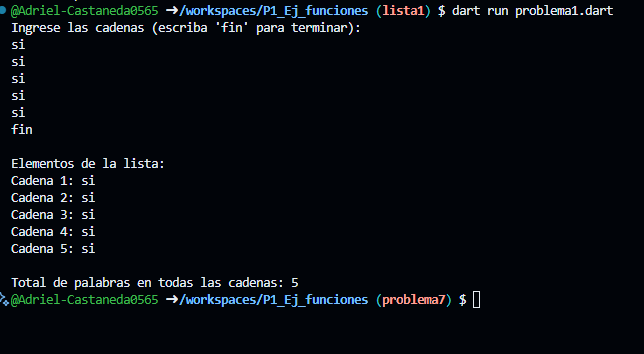 @Adriel-Castaneda0565 ➜/workspaces/P1_Ej_funciones (lista1) $ dart run problema1.dart
Ingrese las cadenas (escriba 'fin' para terminar):
si
si
si
si
si
fin
Elementos de la lista:
Cadena 1: si
Cadena 2: si
Cadena 3: si
Cadena 4: si
Cadena 5: si
Total de palabras en todas las cadenas: 5
@Adriel-Castaneda0565 ➜/workspaces/P1_Ej_funciones (problema7) $